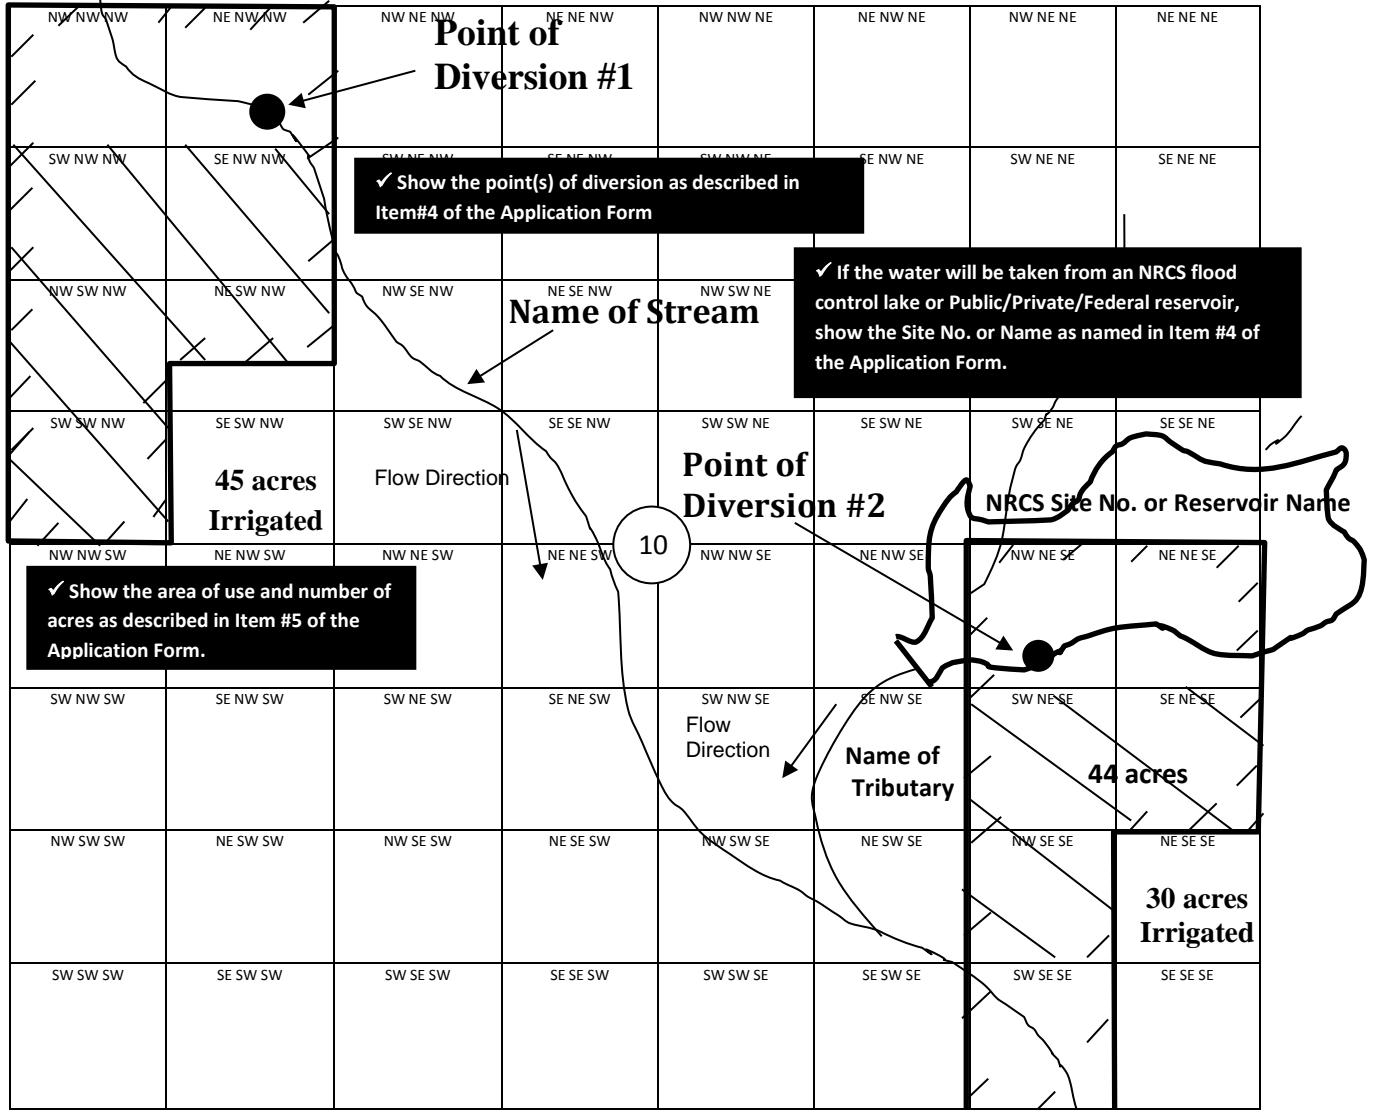 NW NW NW NE NW NW NW NE NW NE NE NW NW NW NE NE NW NE NW NE NE NE NE NE
Point of
Diversion #1
SW NW NW SE NW NW SW NE NW SE NE NW SW NW NE SE NW NE SW NE NE SE NE NE
✓ Show the point(s) of diversion as described in
Item#4 of the Application Form
✓ If the water will be taken from an NRCS flood
control lake or Public/Private/Federal reservoir,
show the Site No. or Name as named in Item #4 of
the Application Form.
NW SW NW NE SW NW NW SE NW NE SE NW NW SW NE
Name of Stream
SW SW NW SE SW NW SW SE NW SE SE NW SW SW NE SE SW NE SW SE NE SE SE NE
45 acres
Irrigated
Flow Direction
Point of
Diversion #2
NRCS Site No. or Reservoir Name
10
NW NW SW NE NW SW NW NE SW NE NE SW NW NW SE NE NW SE NW NE SE NE NE SE
✓ Show the area of use and number of
acres as described in Item #5 of the
Application Form.
SW NW SW SE NW SW SW NE SW SE NE SW SW NW SE SE NW SE SW NE SE SE NE SE
Flow
Direction
Name of
Tributary
44 acres
NW SW SW NE SW SW NW SE SW NE SE SW NW SW SE NE SW SE NW SE SE NE SE SE
30 acres
Irrigated
SW SW SW SE SW SW SW SE SW SE SE SW SW SW SE SE SW SE SW SE SE SE SE SE